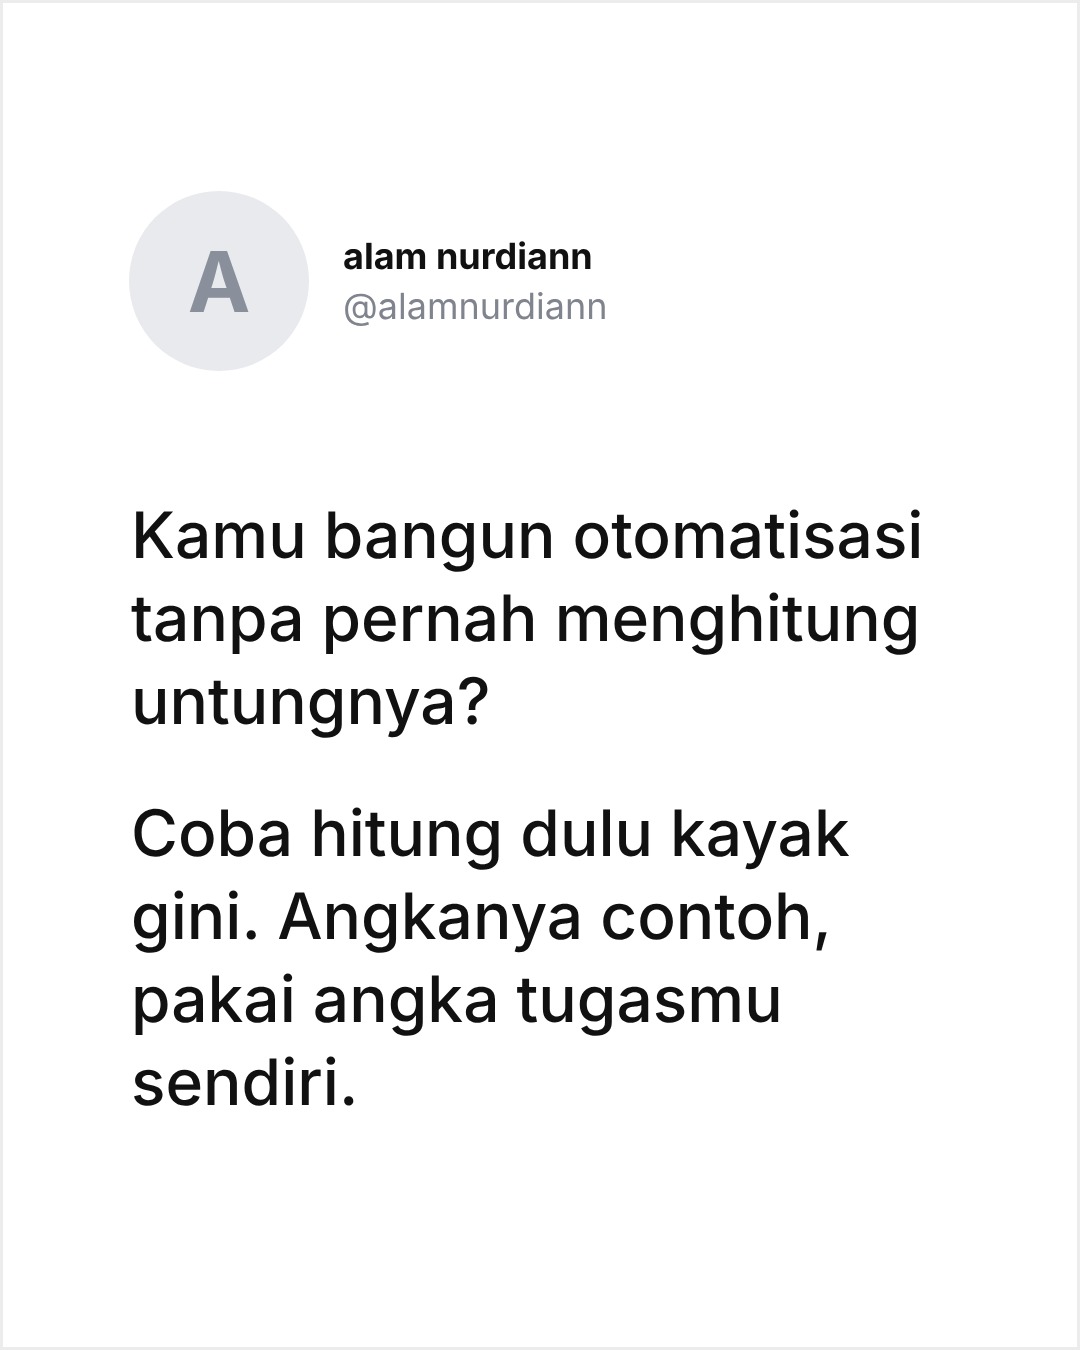 A
alam nurdiann
@alamnurdiann
Kamu bangun otomatisasi
tanpa pernah menghitung
untungnya?
Coba hitung dulu kayak
gini. Angkanya contoh,
pakai angka tugasmu
sendiri.